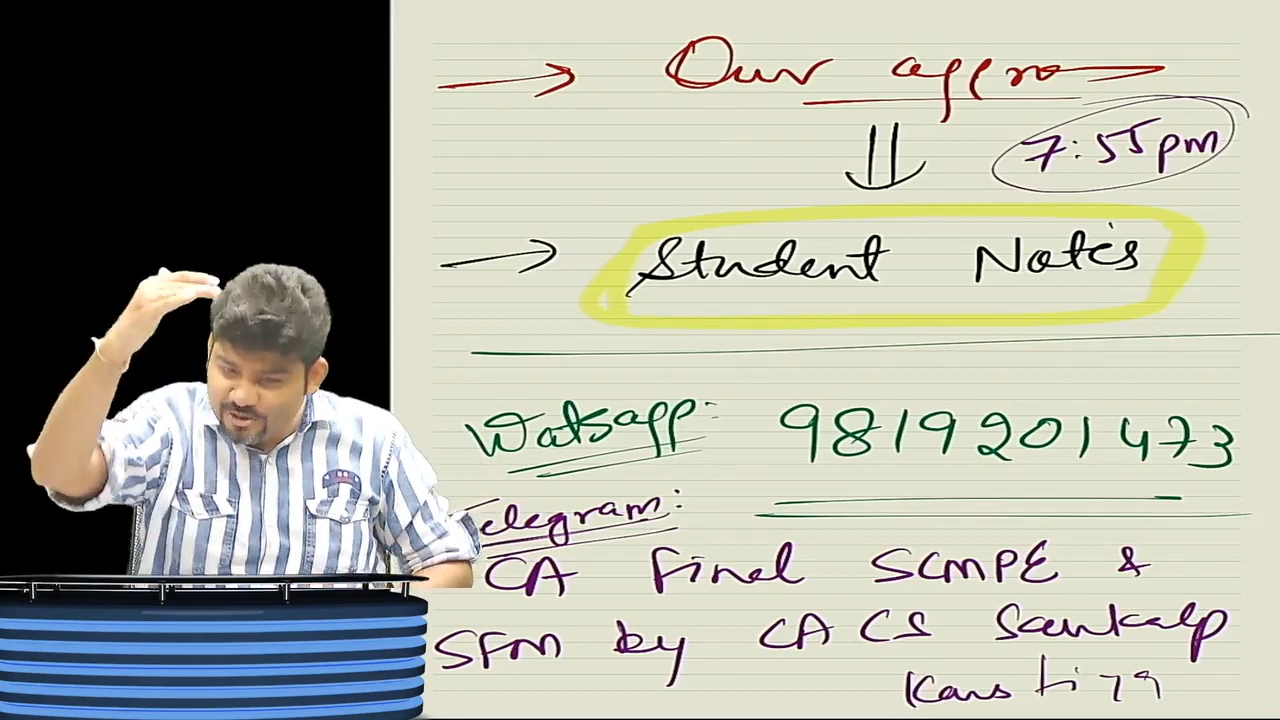 → Our appro
7:55pm
→ Student Notes
Watsapp: 9819201473
Telegram:
CA Final SCMPE &
SFM by CA CS Sankalp
Kanstiya